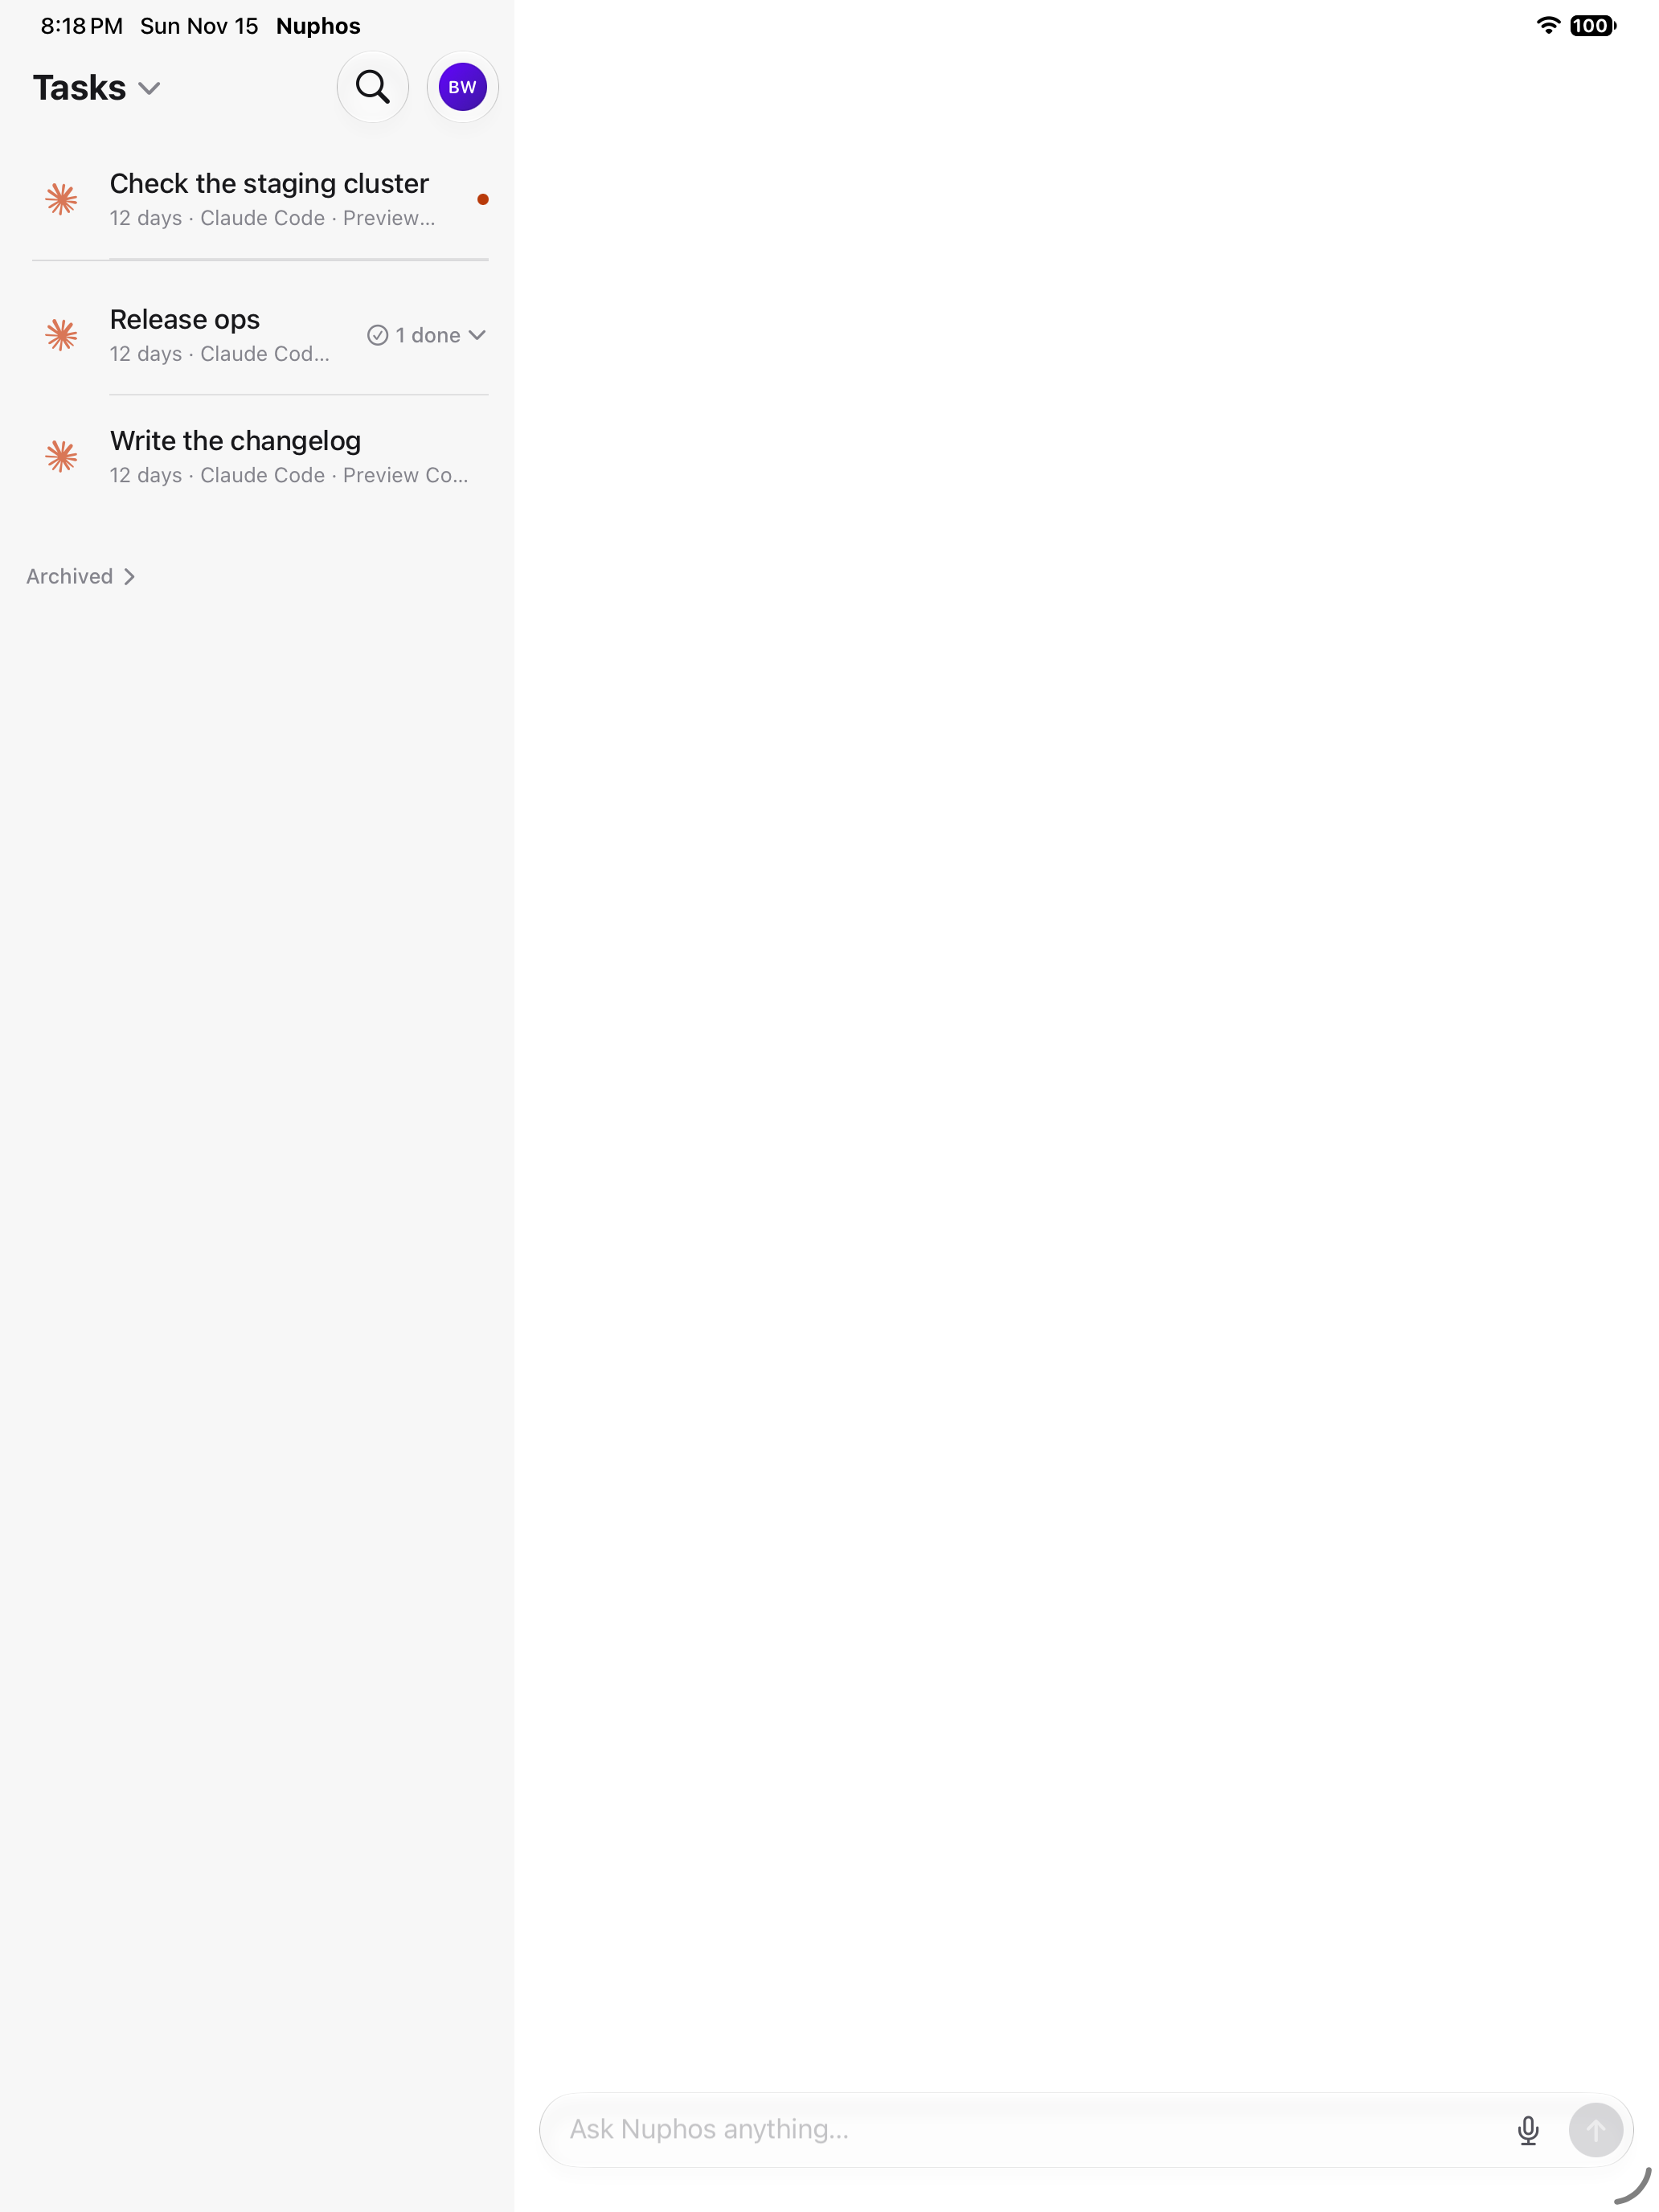 8:18 PM Sun Nov 15 Nuphos
100
Tasks
BW
Check the staging cluster
12 days · Claude Code · Preview...
Release ops
12 days · Claude Cod...
1 done
Write the changelog
12 days · Claude Code · Preview Co...
Archived
Ask Nuphos anything...